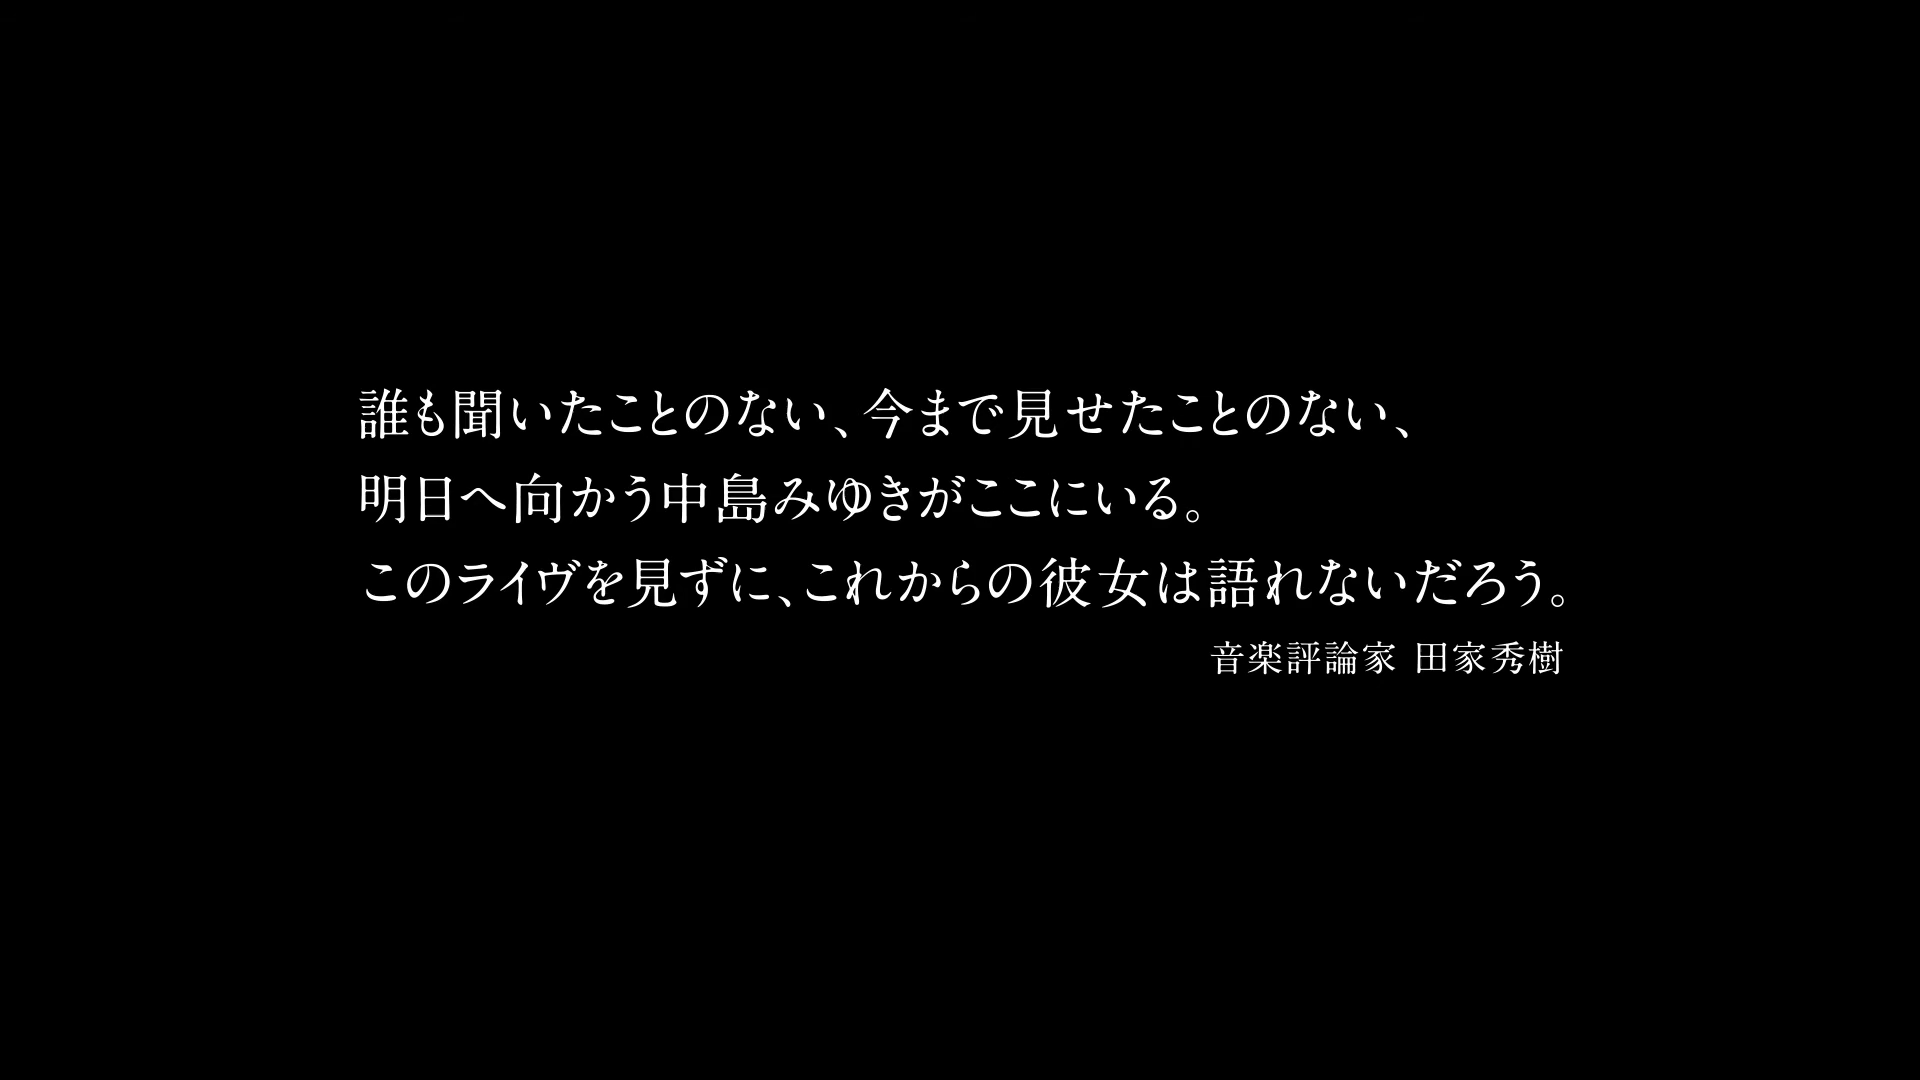 誰も聞いたことのない、今まで見せたことのない、
明日へ向かう中島みゆきがここにいる。
このライヴを見ずに、これからの彼女は語れないだろう。
音楽評論家 田家秀樹